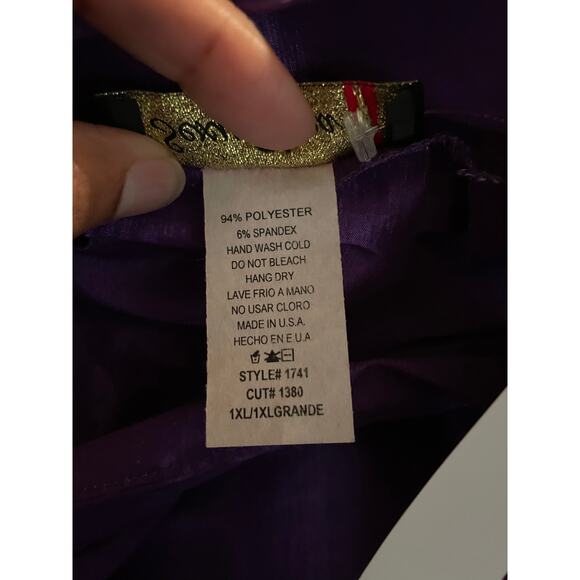 94% POLYESTER
6% SPANDEX
HAND WASH COLD
DO NOT BLEACH
HANG DRY
LAVE FRIO A MANO
NO USAR CLORO
MADE IN U.S.A.
HECHO EN E.U.A
STYLE# 1741
CUT# 1380
1XL/1XLGRANDE